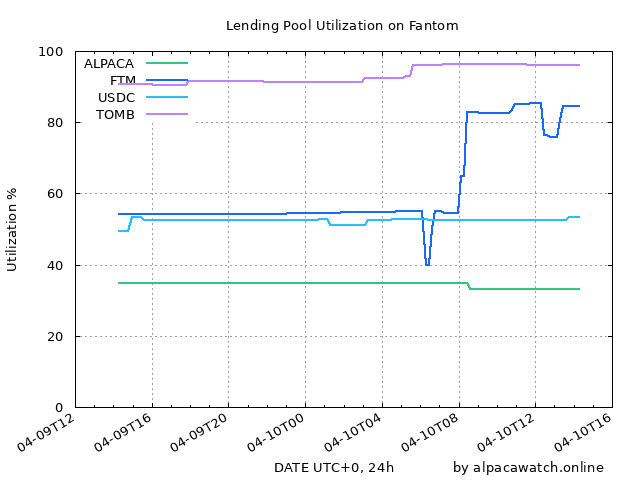 Lending Pool Utilization on Fantom
100
80
60
40
20
0
Utilization %
ALPACA
FTM
USDC
TOMB
04-09T12
04-09T16
04-09T20
04-10T00
04-10T04
04-10T08
04-10T12
04-10T16
DATE UTC+0, 24h
by alpacawatch.online